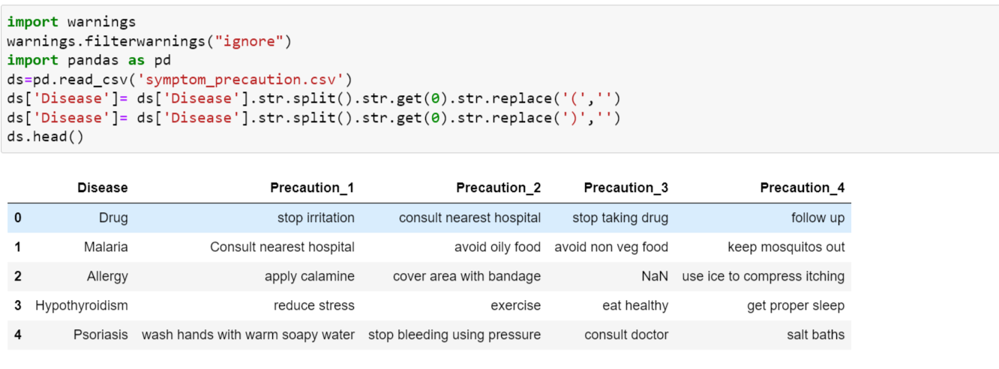 import warnings
warnings.filterwarnings("ignore")
import pandas as pd
ds=pd.read_csv('symptom_precaution.csv')
ds['Disease']= ds['Disease'].str.split().str.get(0).str.replace('(','')
ds['Disease']= ds['Disease'].str.split().str.get(0).str.replace(')','')
ds.head()
Disease Precaution_1 Precaution_2 Precaution_3 Precaution_4
0 Drug stop irritation consult nearest hospital stop taking drug follow up
1 Malaria Consult nearest hospital avoid oily food avoid non veg food keep mosquitos out
2 Allergy apply calamine cover area with bandage NaN use ice to compress itching
3 Hypothyroidism reduce stress exercise eat healthy get proper sleep
4 Psoriasis wash hands with warm soapy water stop bleeding using pressure consult doctor salt baths